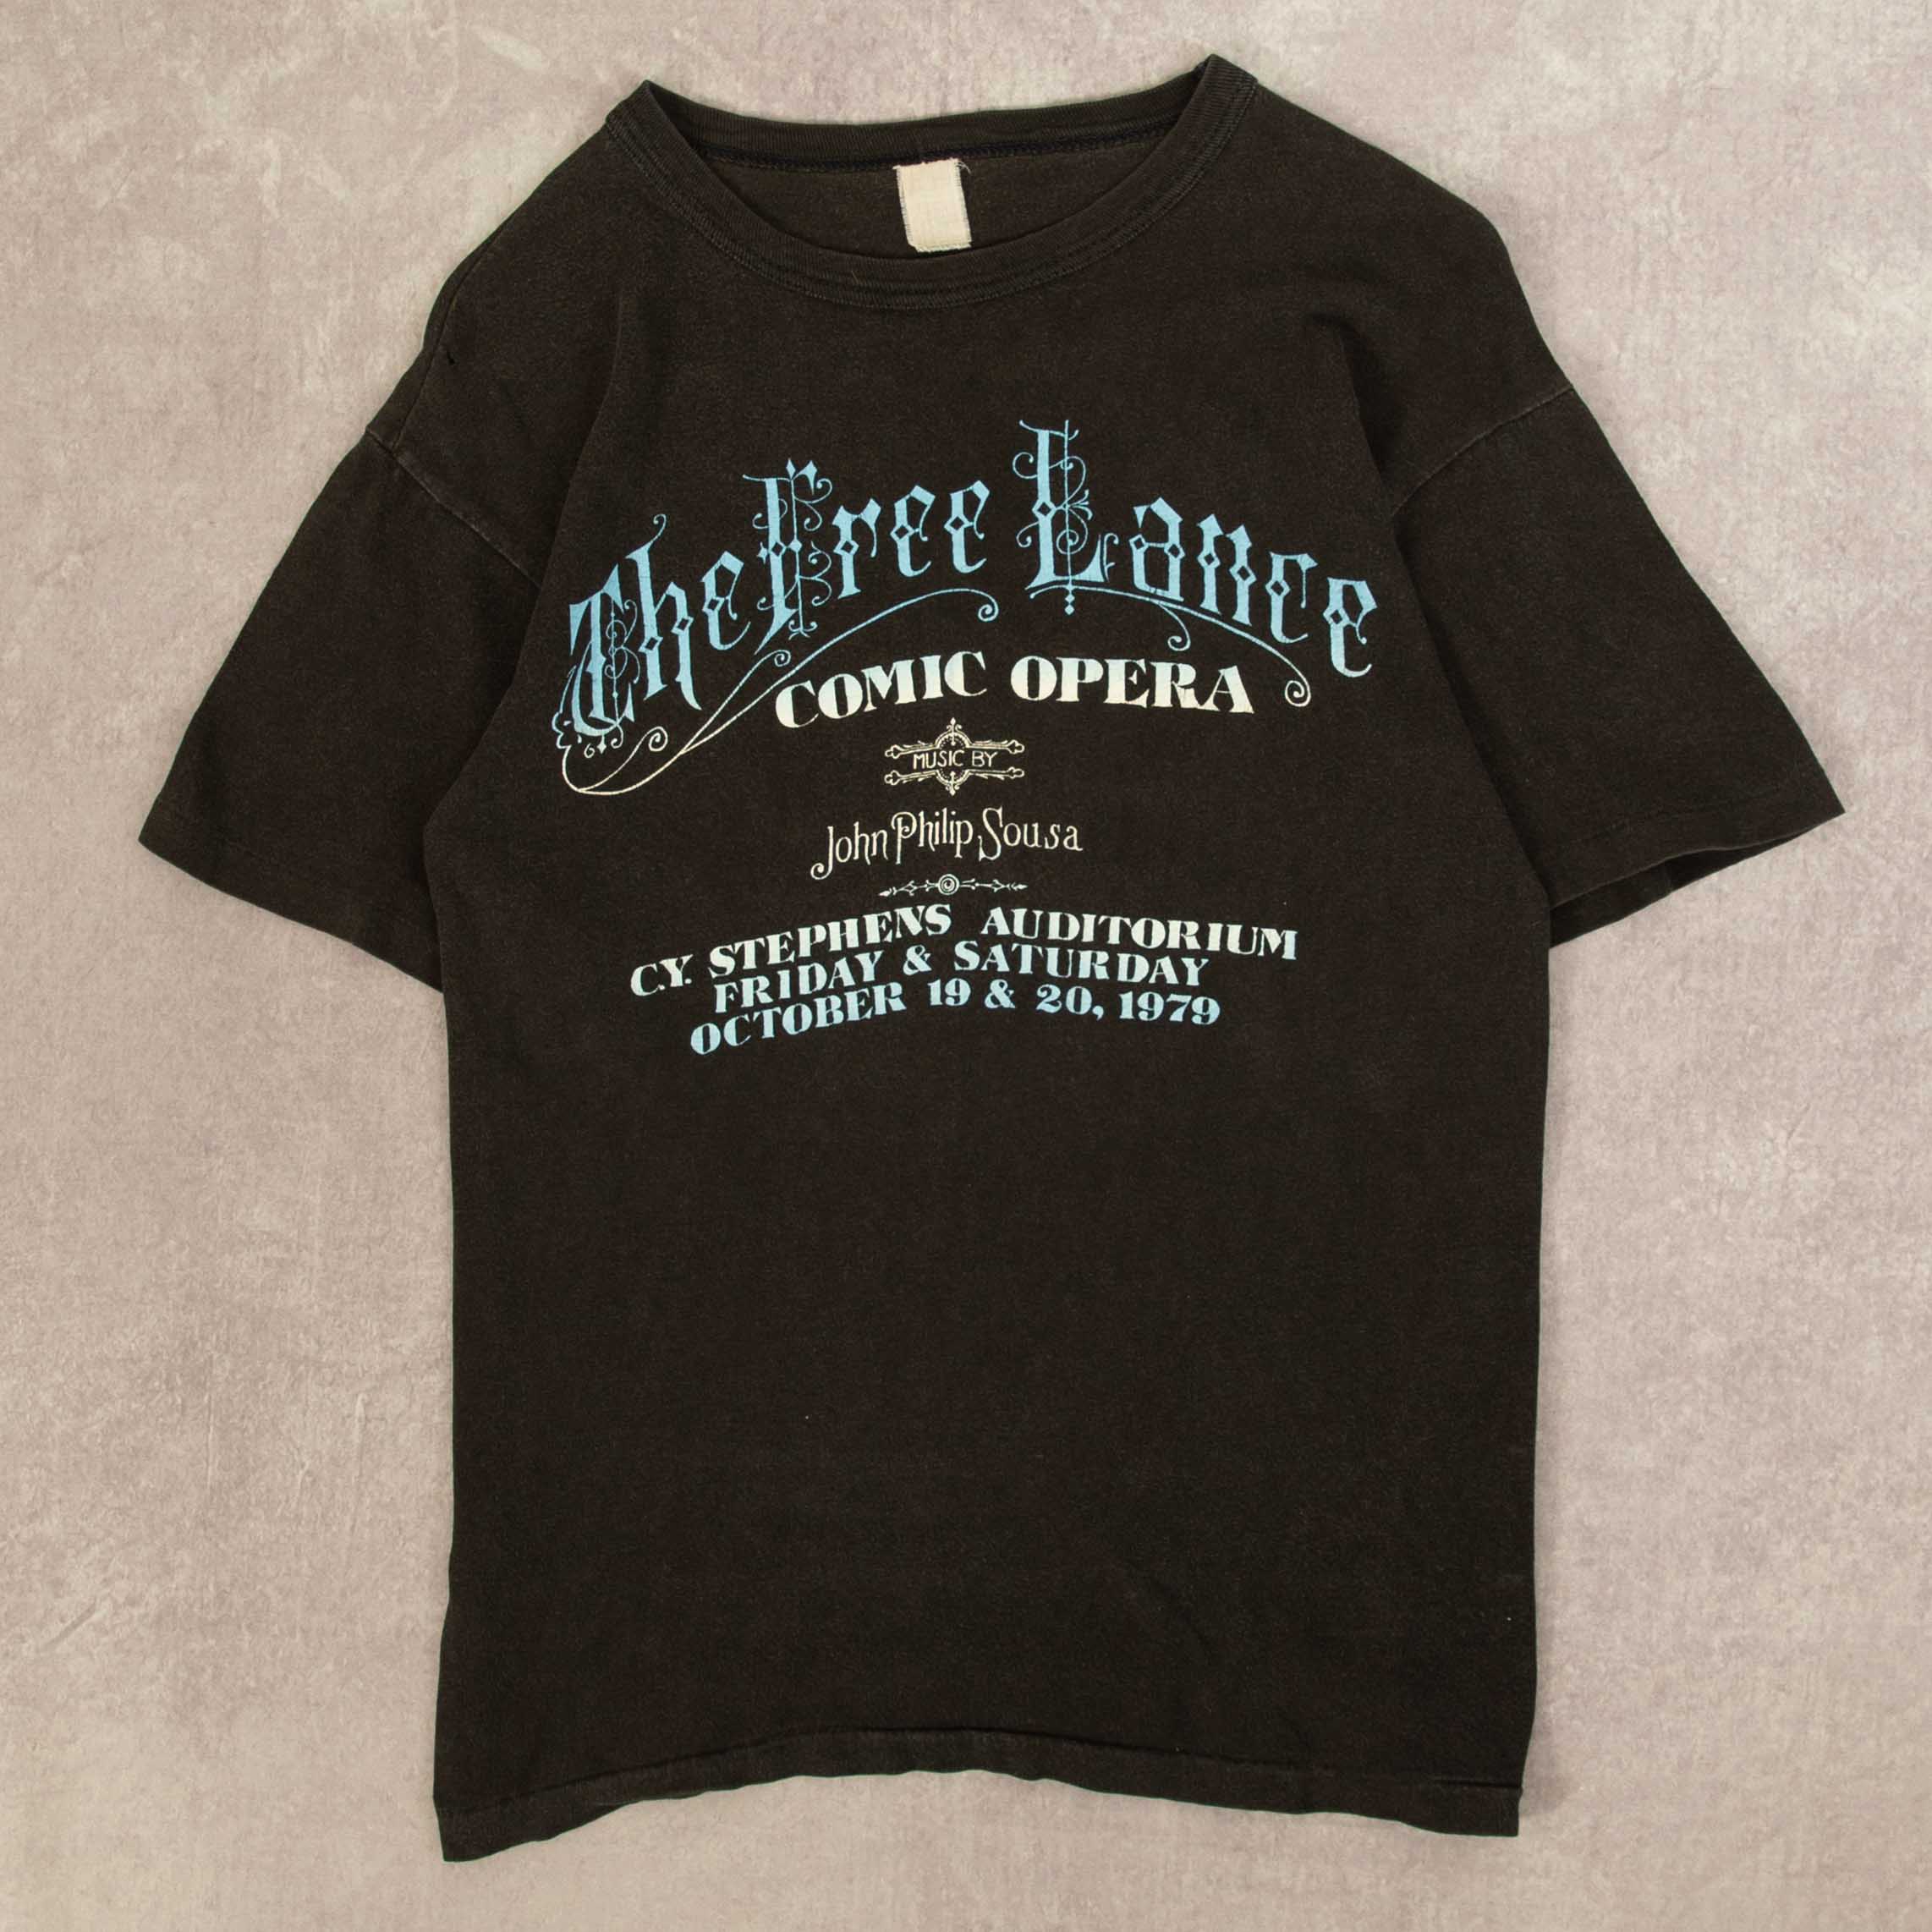 The Free Lance
COMIC OPERA
MUSIC BY
John Philip Sousa
C.Y. STEPHENS AUDITORIUM
FRIDAY & SATURDAY
OCTOBER 19 & 20, 1979